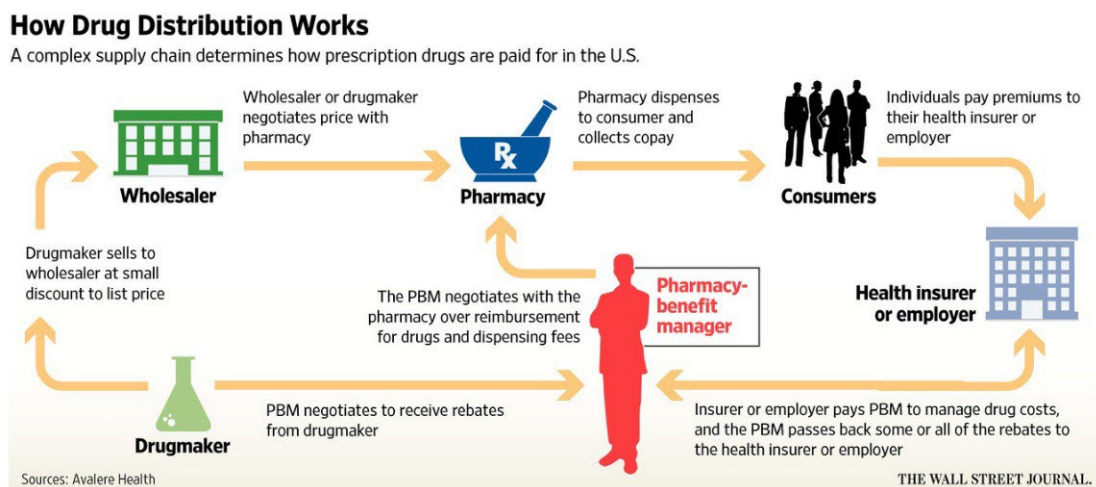 How Drug Distribution Works
A complex supply chain determines how prescription drugs are paid for in the U.S.
Wholesaler or drugmaker
negotiates price with
pharmacy
Pharmacy dispenses
to consumer and
collects copay
Individuals pay premiums to
their health insurer or
employer
Rx
Wholesaler
Pharmacy
Consumers
Drugmaker sells to
wholesaler at small
discount to list price
The PBM negotiates with the
pharmacy over reimbursement
for drugs and dispensing fees
Pharmacy-
benefit
manager
Health insurer
or employer
Drugmaker
PBM negotiates to receive rebates
from drugmaker
Insurer or employer pays PBM to manage drug costs,
and the PBM passes back some or all of the rebates to
the health insurer or employer
Sources: Avalere Health
THE WALL STREET JOURNAL.